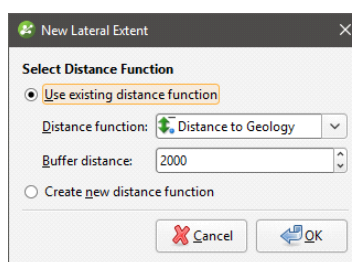 New Lateral Extent
Select Distance Function
Use existing distance function
Distance function: Distance to Geology
Buffer distance: 2000
Create new distance function
Cancel OK